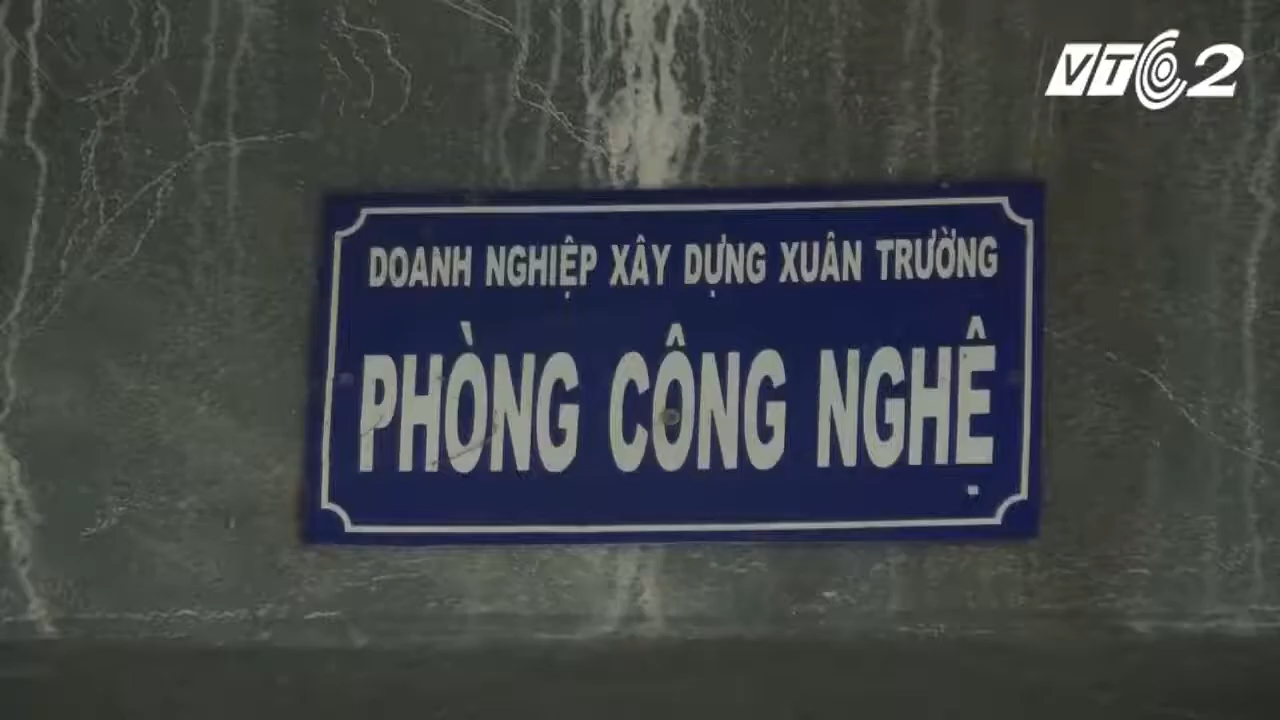 VTC2
DOANH NGHIỆP XÂY DỰNG XUÂN TRƯỜNG
PHÒNG CÔNG NGHỆ